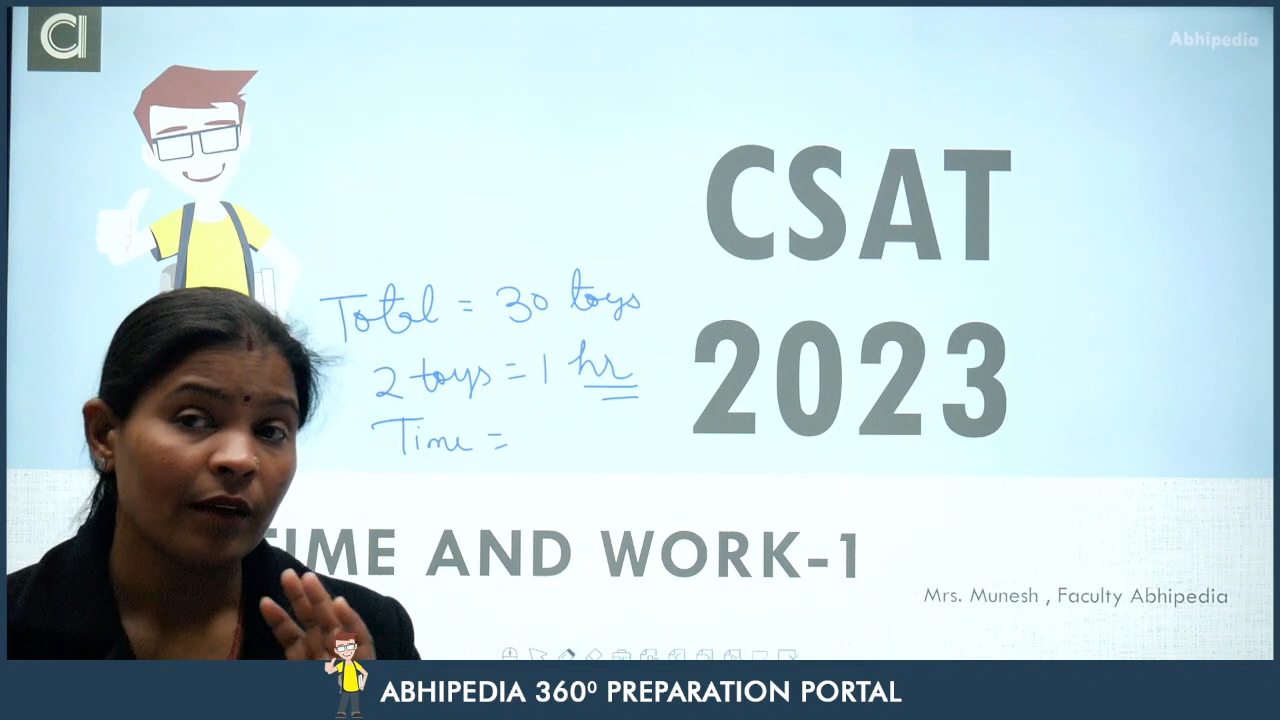 Abhipedia
CSAT
2023
Total = 30 toys
2 toys = 1 hr
Time =
TIME AND WORK-1
Mrs. Munesh , Faculty Abhipedia
ABHIPEDIA 360⁰ PREPARATION PORTAL